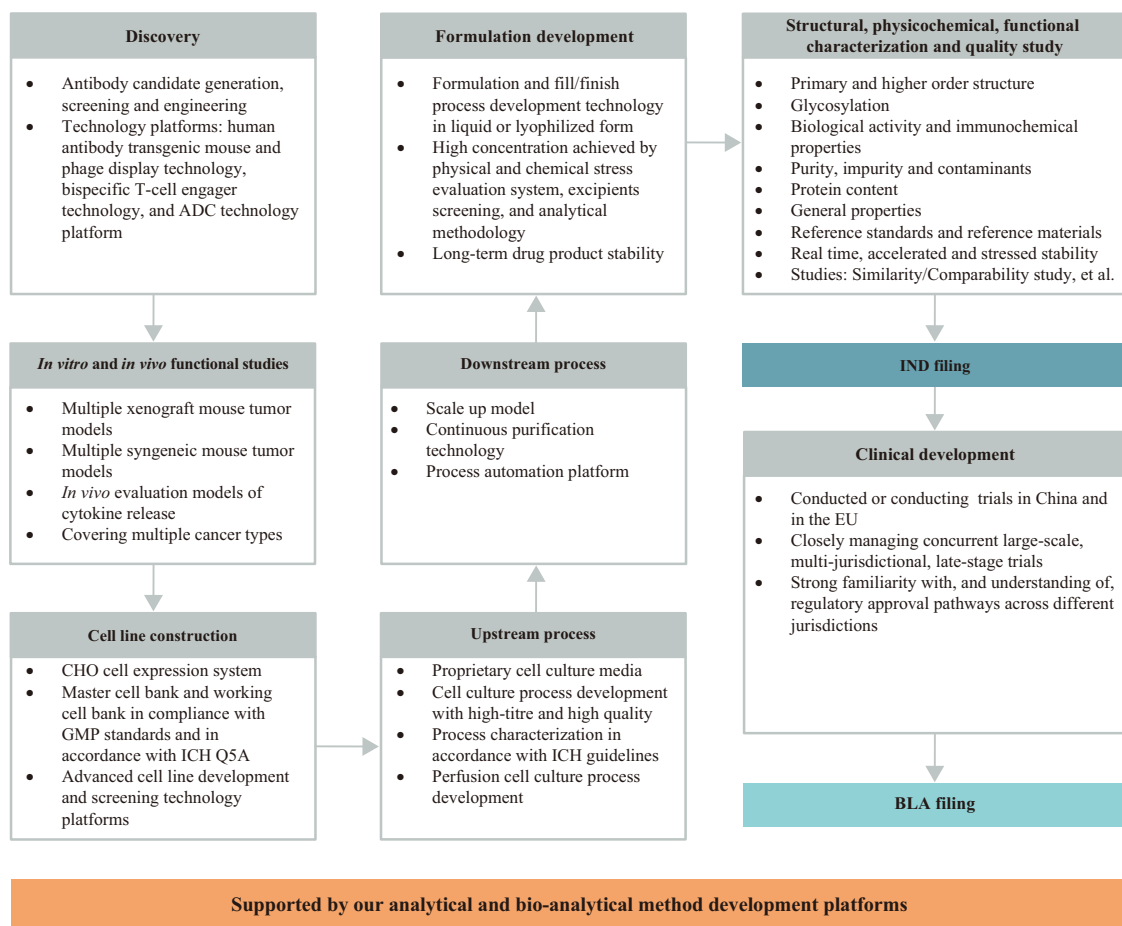 Discovery
• Antibody candidate generation,
screening and engineering
• Technology platforms: human
antibody transgenic mouse and
phage display technology,
bispecific T-cell engager
technology, and ADC technology
platform
In vitro and in vivo functional studies
• Multiple xenograft mouse tumor
models
• Multiple syngeneic mouse tumor
models
• In vivo evaluation models of
cytokine release
• Covering multiple cancer types
Cell line construction
• CHO cell expression system
• Master cell bank and working
cell bank in compliance with
GMP standards and in
accordance with ICH Q5A
• Advanced cell line development
and screening technology
platforms
Upstream process
• Proprietary cell culture media
• Cell culture process development
with high-titre and high quality
• Process characterization in
accordance with ICH guidelines
• Perfusion cell culture process
development
Downstream process
• Scale up model
• Continuous purification
technology
• Process automation platform
Formulation development
• Formulation and fill/finish
process development technology
in liquid or lyophilized form
• High concentration achieved by
physical and chemical stress
evaluation system, excipients
screening, and analytical
methodology
• Long-term drug product stability
Structural, physicochemical, functional
characterization and quality study
• Primary and higher order structure
• Glycosylation
• Biological activity and immunochemical
properties
• Purity, impurity and contaminants
• Protein content
• General properties
• Reference standards and reference materials
• Real time, accelerated and stressed stability
• Studies: Similarity/Comparability study, et al.
IND filing
Clinical development
• Conducted or conducting trials in China and
in the EU
• Closely managing concurrent large-scale,
multi-jurisdictional, late-stage trials
• Strong familiarity with, and understanding of,
regulatory approval pathways across different
jurisdictions
BLA filing
Supported by our analytical and bio-analytical method development platforms